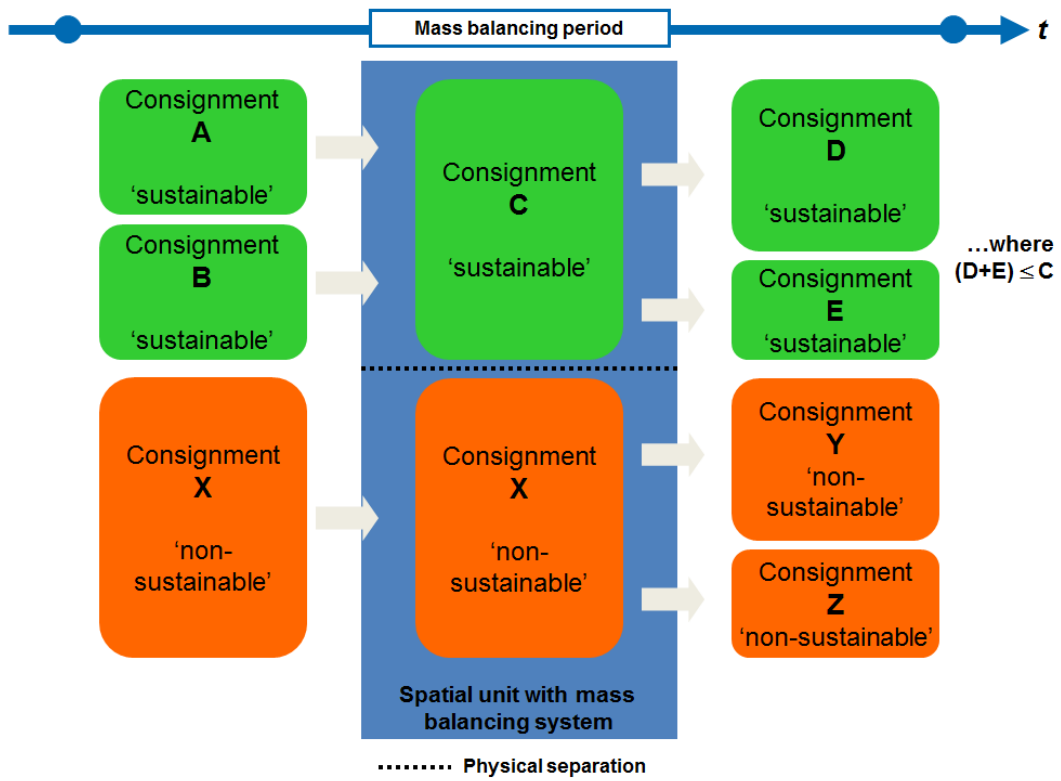 Mass balancing period
t
Consignment
A
‘sustainable’
Consignment
B
‘sustainable’
Consignment
X
‘non-
sustainable’
Consignment
C
‘sustainable’
Consignment
X
‘non-
sustainable’
Spatial unit with mass
balancing system
Consignment
D
‘sustainable’
Consignment
E
‘sustainable’
…where
(D+E) ≤ C
Consignment
Y
‘non-
sustainable’
Consignment
Z
‘non-sustainable’
Physical separation